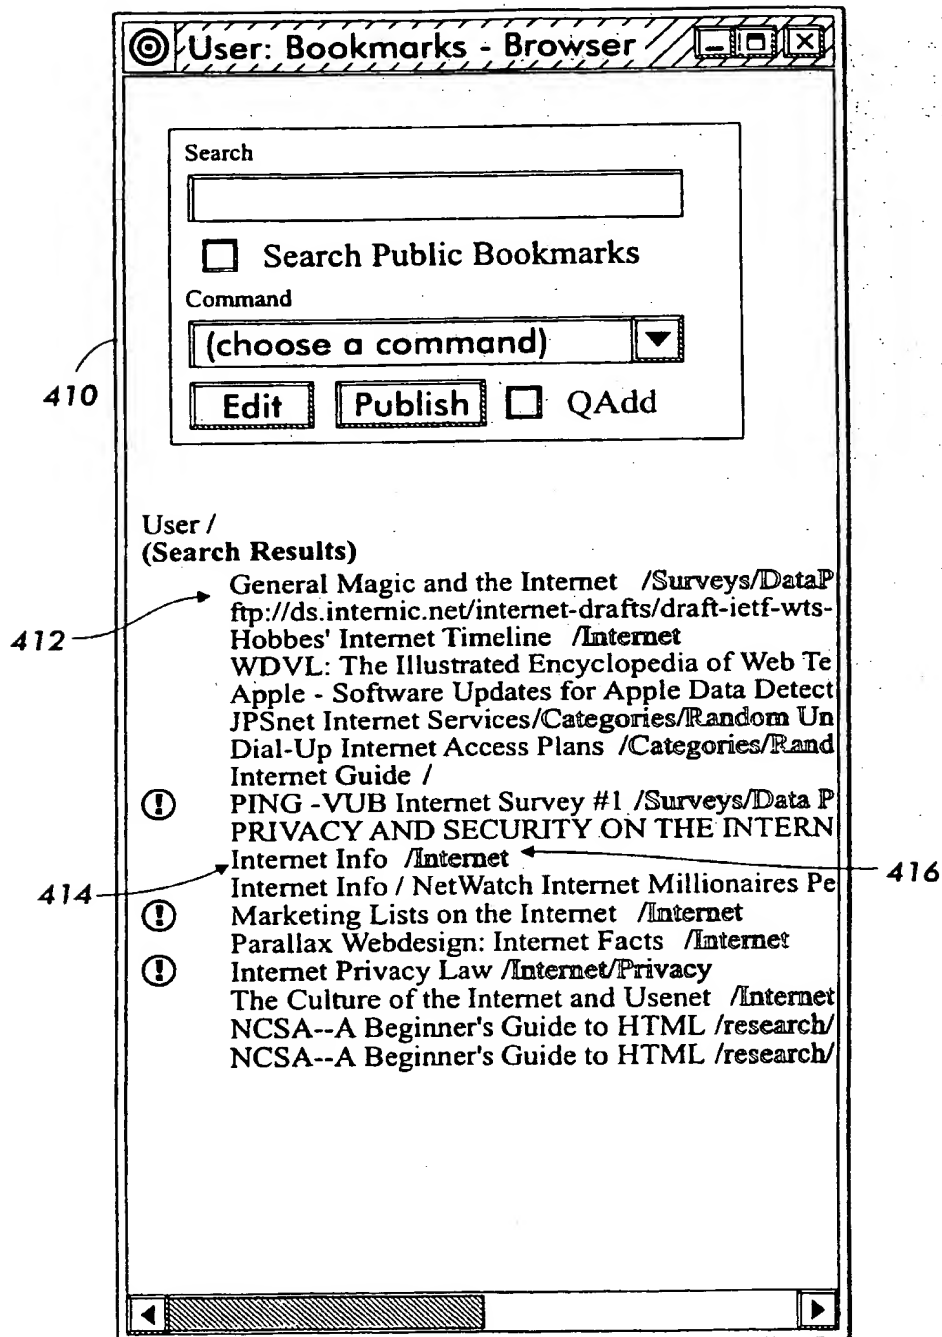 User: Bookmarks - Browser
Search
Search Public Bookmarks
Command
(choose a command)
410
Edit Publish QAdd
User /
(Search Results)
General Magic and the Internet /Surveys/DataP
ftp://ds.internic.net/internet-drafts/draft-ietf-wts-
412
Hobbes' Internet Timeline /Internet
WDVL: The Illustrated Encyclopedia of Web Te
Apple - Software Updates for Apple Data Detect
JPSnet Internet Services/Categories/Random Un
Dial-Up Internet Access Plans /Categories/Rand
Internet Guide /
PING -VUB Internet Survey #1 /Surveys/Data P
PRIVACY AND SECURITY ON THE INTERN
Internet Info /Internet
416
414
Internet Info / NetWatch Internet Millionaires Pe
Marketing Lists on the Internet /Internet
Parallax Webdesign: Internet Facts /Internet
Internet Privacy Law /Internet/Privacy
The Culture of the Internet and Usenet /Internet
NCSA--A Beginner's Guide to HTML /research/
NCSA--A Beginner's Guide to HTML /research/